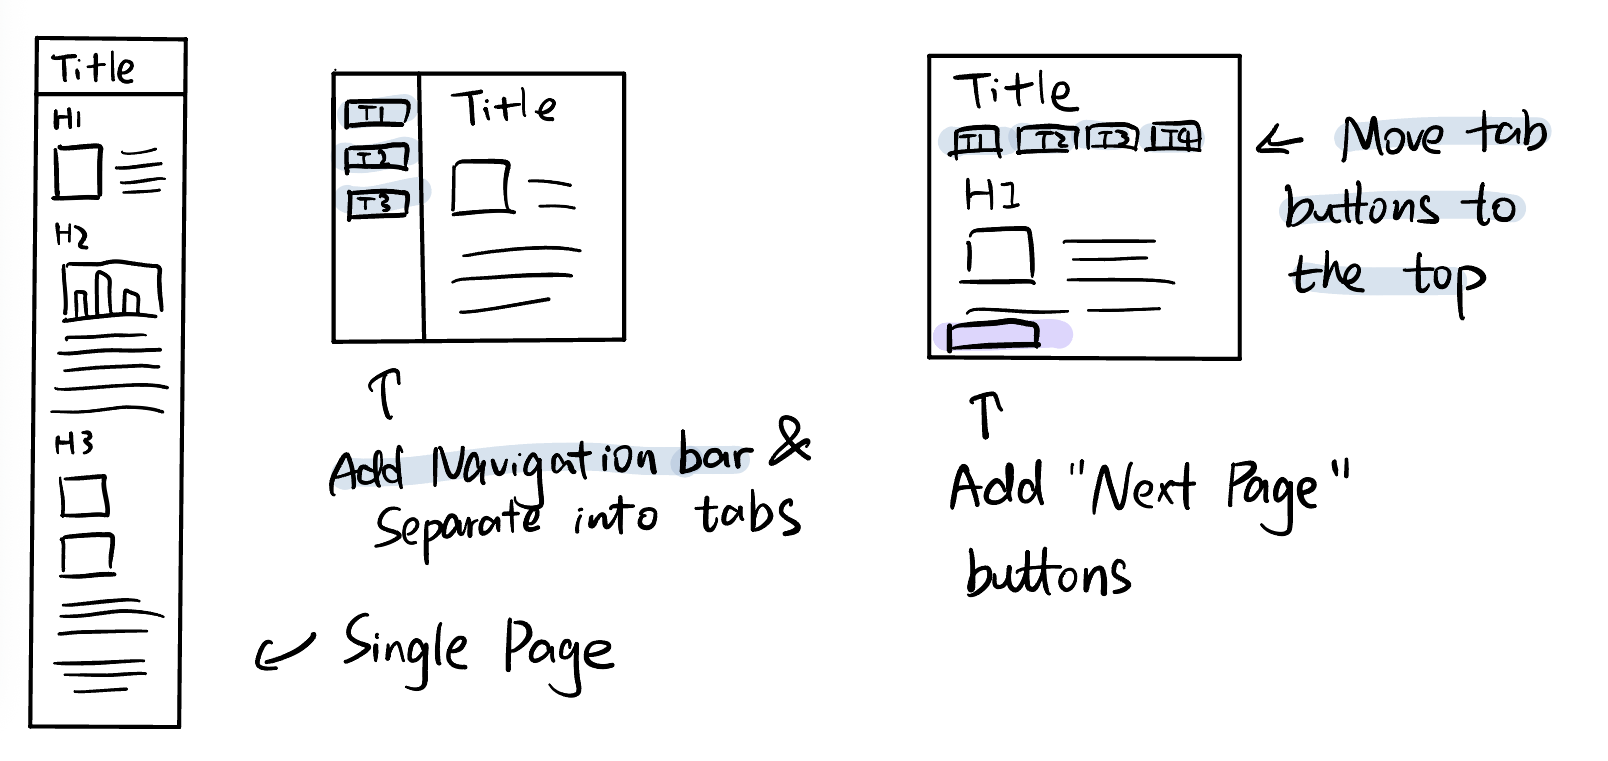 Title
H1
H2
H3
T1
T2
T3
Title
Add Navigation bar &
Separate into tabs
Single Page
Title
T1 T2 T3 T4
H1
Move tab
buttons to
the top
Add "Next Page"
buttons